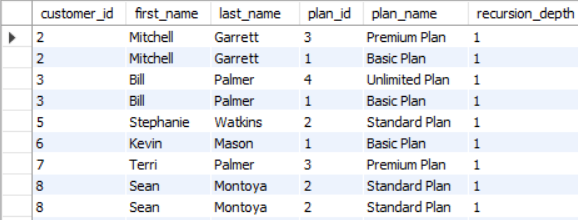 customer_id first_name last_name plan_id plan_name recursion_depth
2 Mitchell Garrett 3 Premium Plan 1
2 Mitchell Garrett 1 Basic Plan 1
3 Bill Palmer 4 Unlimited Plan 1
3 Bill Palmer 1 Basic Plan 1
5 Stephanie Watkins 2 Standard Plan 1
6 Kevin Mason 1 Basic Plan 1
7 Terri Palmer 3 Premium Plan 1
8 Sean Montoya 2 Standard Plan 1
8 Sean Montoya 2 Standard Plan 1